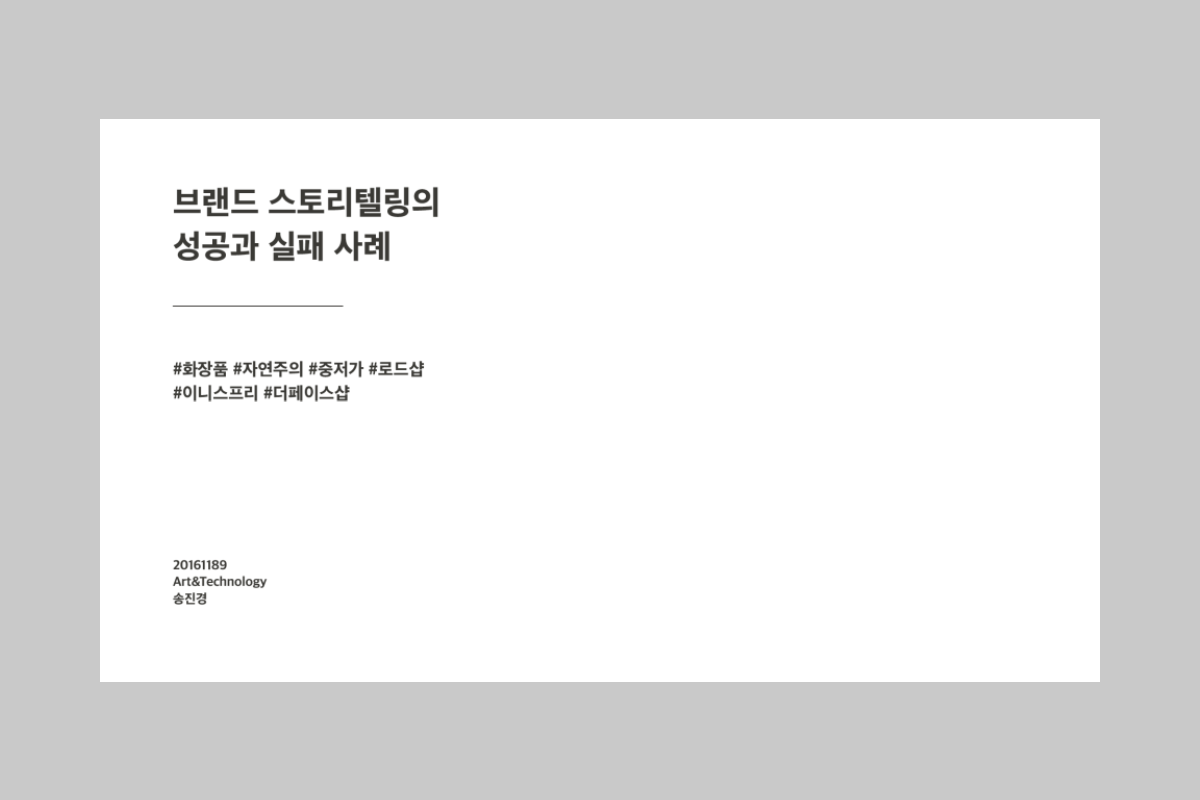 브랜드 스토리텔링의
성공과 실패 사례
#화장품 #자연주의 #중저가 #로드샵
#이니스프리 #더페이스샵
20161189
Art&Technology
송진경